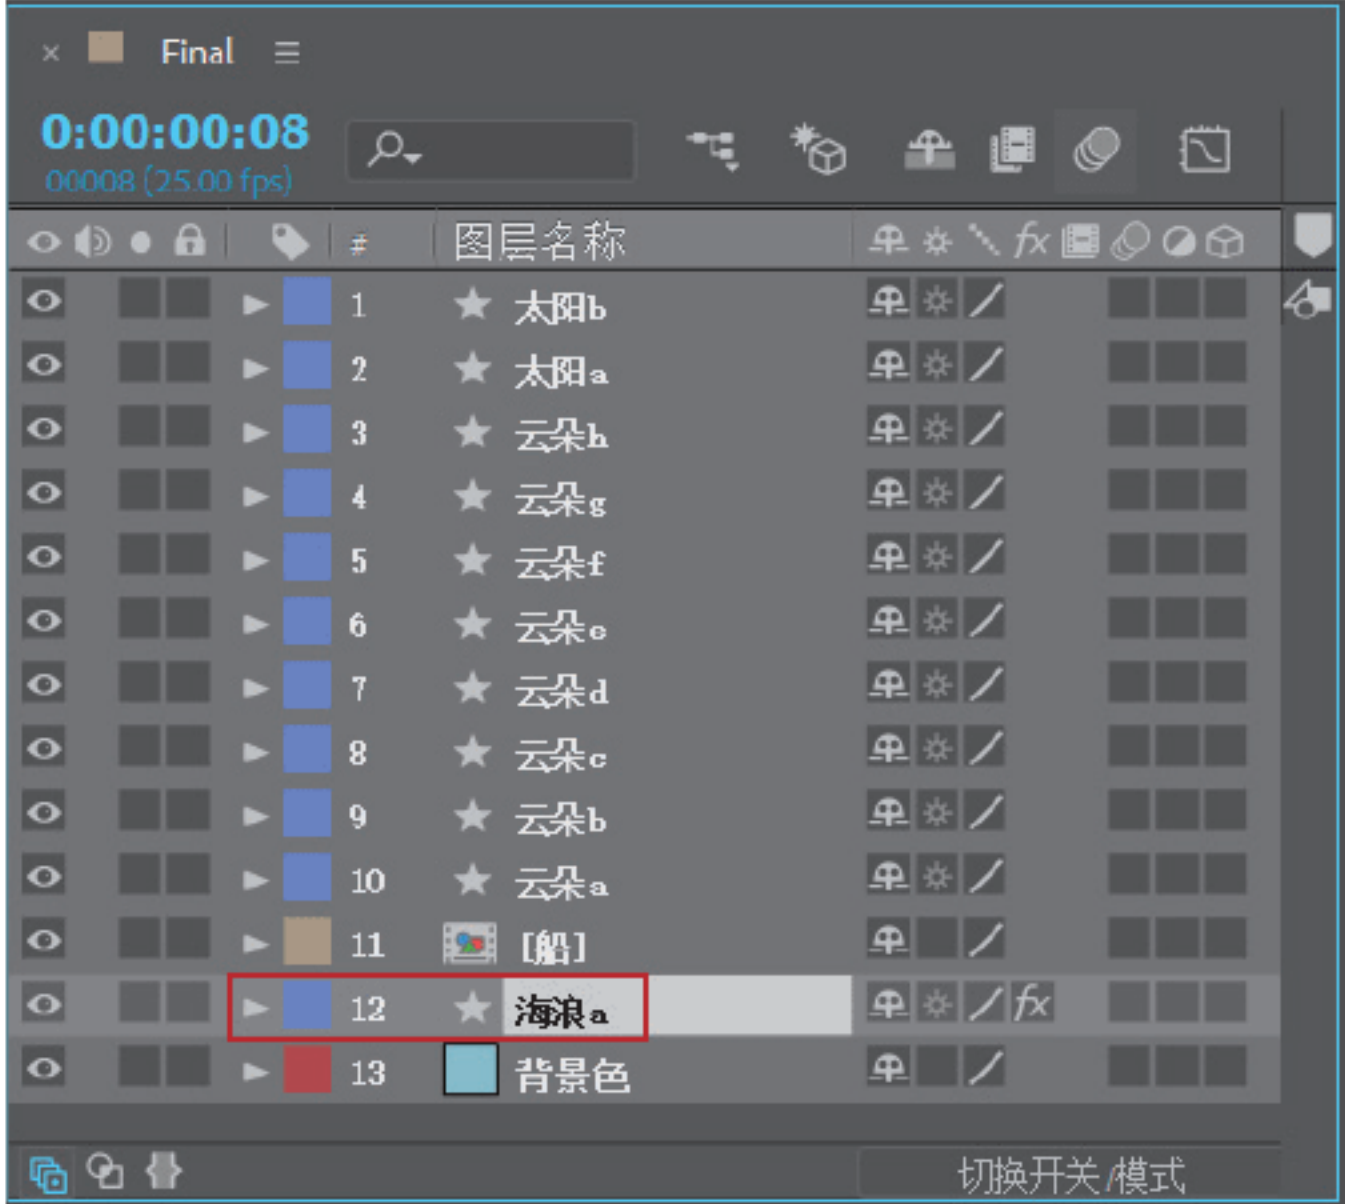 × Final
0:00:00:08
00008 (25.00 fps)
# 图层名称 fx
1 太阳b
2 太阳a
3 云朵h
4 云朵g
5 云朵f
6 云朵e
7 云朵d
8 云朵c
9 云朵b
10 云朵a
11 [船]
12 海浪a fx
13 背景色
切换开关/模式